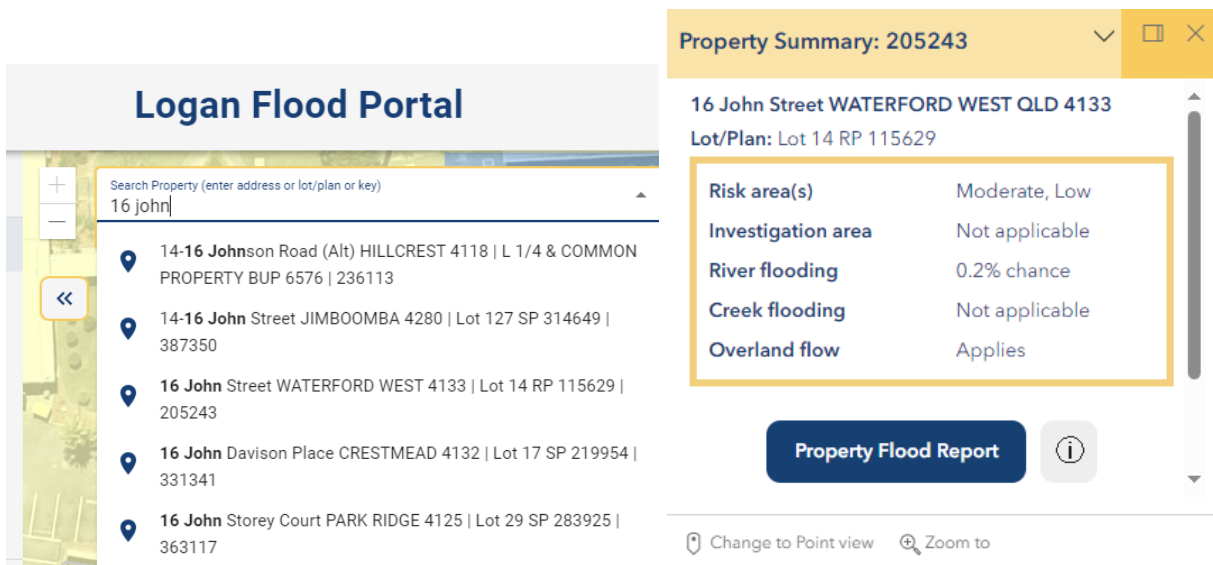 Logan Flood Portal
Search Property (enter address or lot/plan or key)
16 john
14-16 Johnson Road (Alt) HILLCREST 4118 | L 1/4 & COMMON
PROPERTY BUP 6576 | 236113
14-16 John Street JIMBOOMBA 4280 | Lot 127 SP 314649 |
387350
16 John Street WATERFORD WEST 4133 | Lot 14 RP 115629 |
205243
16 John Davison Place CRESTMEAD 4132 | Lot 17 SP 219954 |
331341
16 John Storey Court PARK RIDGE 4125 | Lot 29 SP 283925 |
363117
Property Summary: 205243
16 John Street WATERFORD WEST QLD 4133
Lot/Plan: Lot 14 RP 115629
Risk area(s) Moderate, Low
Investigation area Not applicable
River flooding 0.2% chance
Creek flooding Not applicable
Overland flow Applies
Property Flood Report
Change to Point view Zoom to